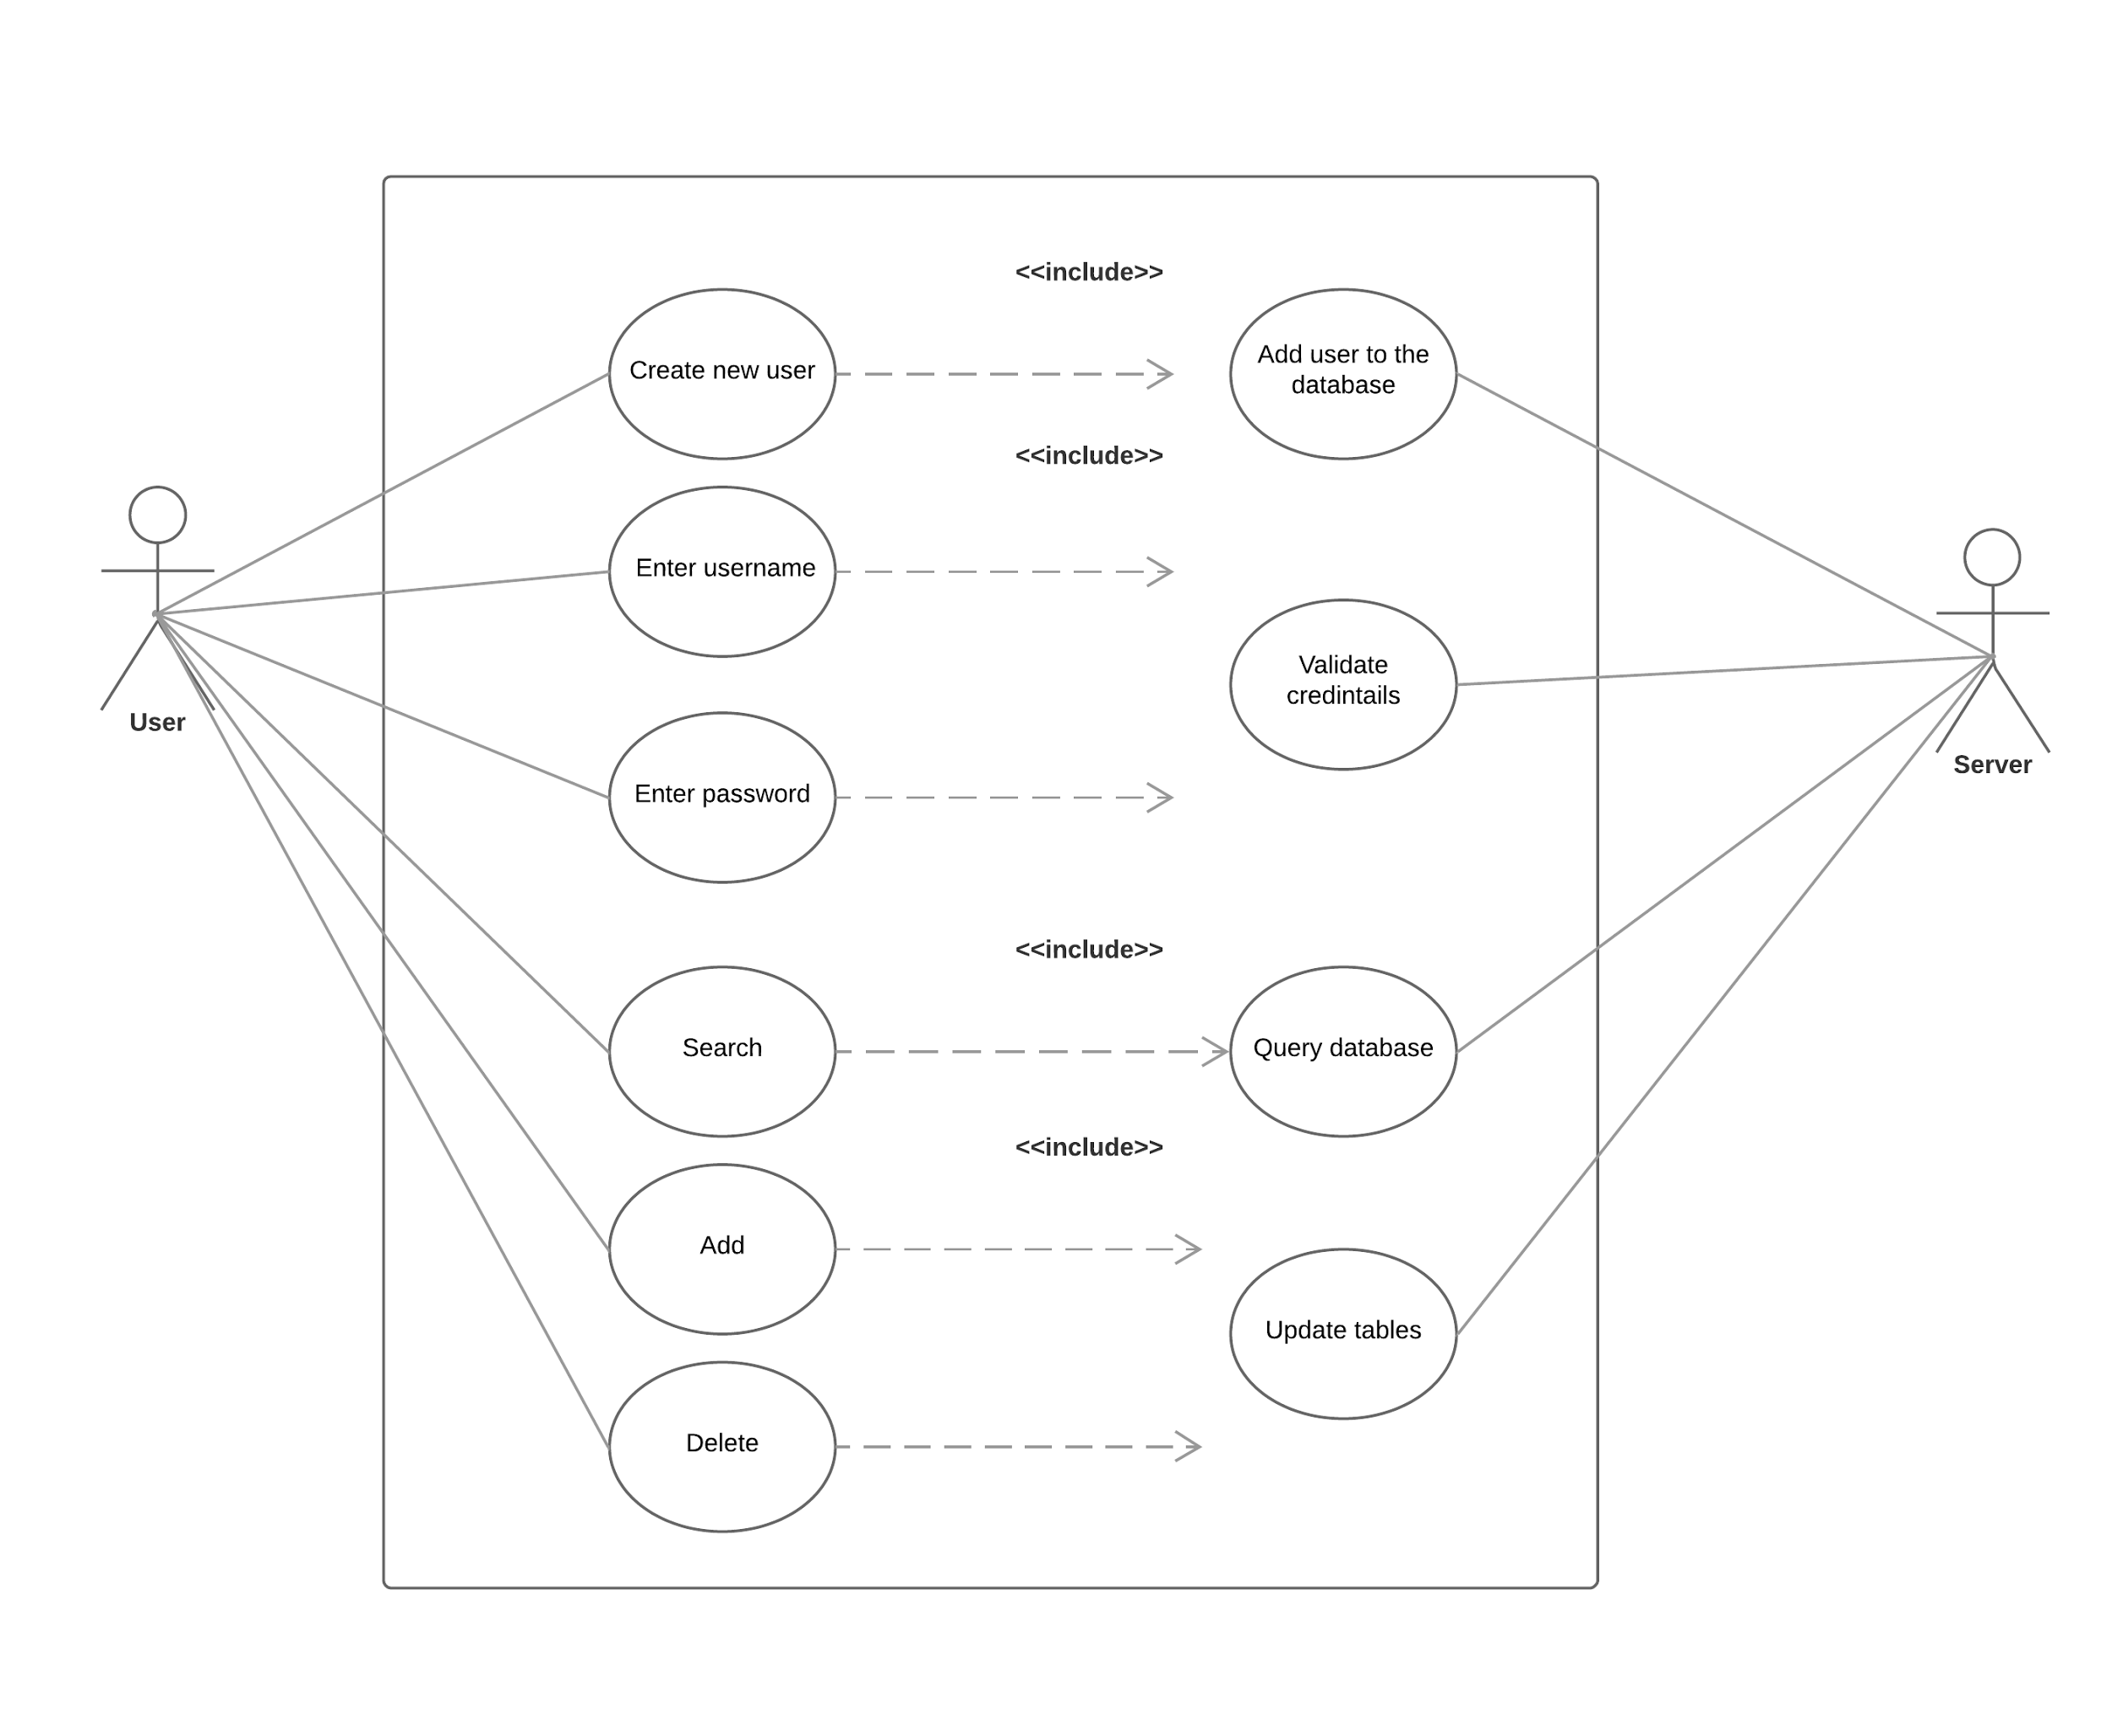 <<include>>
Create new user
Add user to the
database
<<include>>
Enter username
Validate
credintails
User
Server
Enter password
<<include>>
Search
Query database
<<include>>
Add
Update tables
Delete